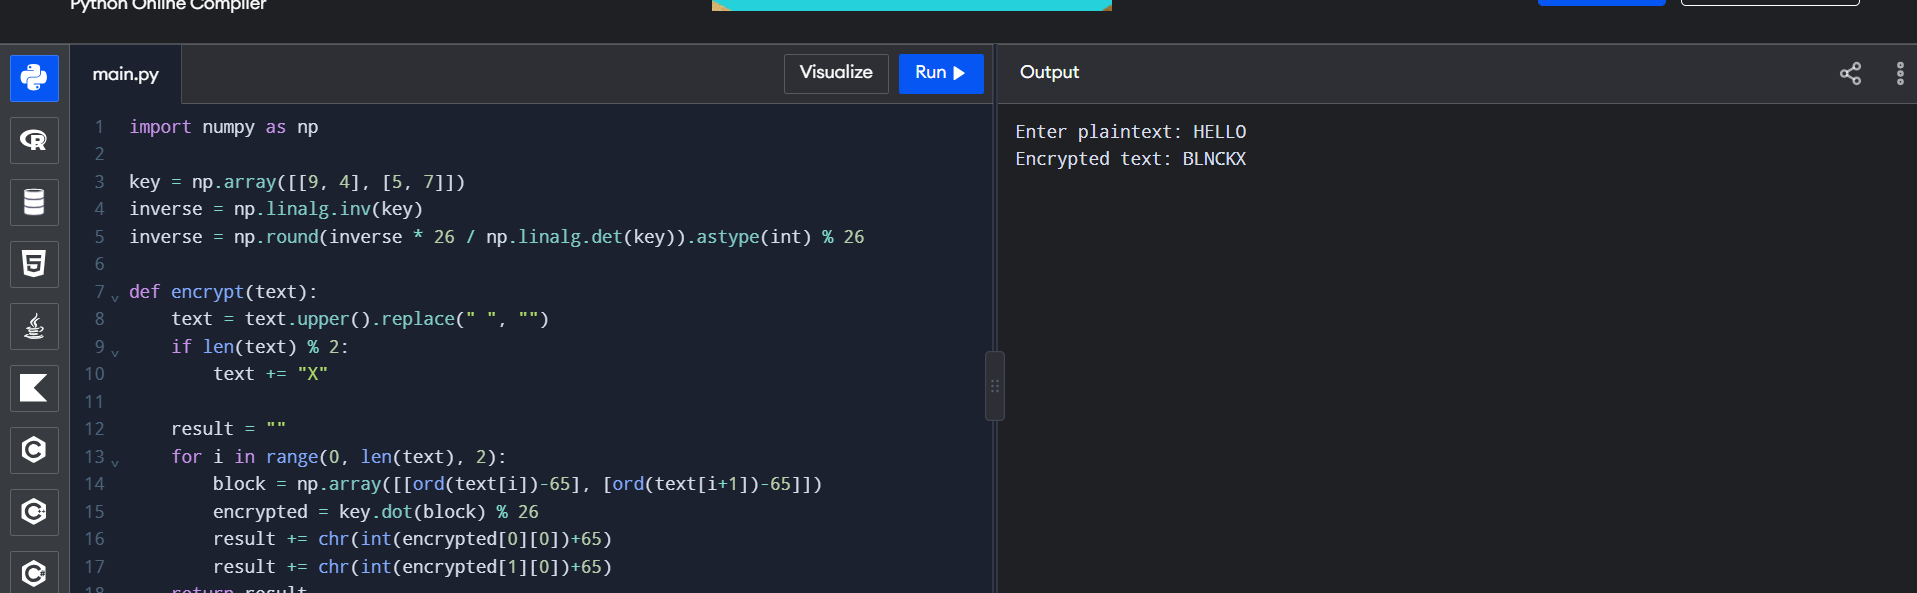 Python Online Compiler
main.py
Visualize
Run
Output
1 import numpy as np
2
3 key = np.array([[9, 4], [5, 7]])
4 inverse = np.linalg.inv(key)
5 inverse = np.round(inverse * 26 / np.linalg.det(key)).astype(int) % 26
6
7 def encrypt(text):
8     text = text.upper().replace(" ", "")
9     if len(text) % 2:
10         text += "X"
11
12     result = ""
13     for i in range(0, len(text), 2):
14         block = np.array([[ord(text[i])-65], [ord(text[i+1])-65]])
15         encrypted = key.dot(block) % 26
16         result += chr(int(encrypted[0][0])+65)
17         result += chr(int(encrypted[1][0])+65)
18     return result
Enter plaintext: HELLO
Encrypted text: BLNCKX